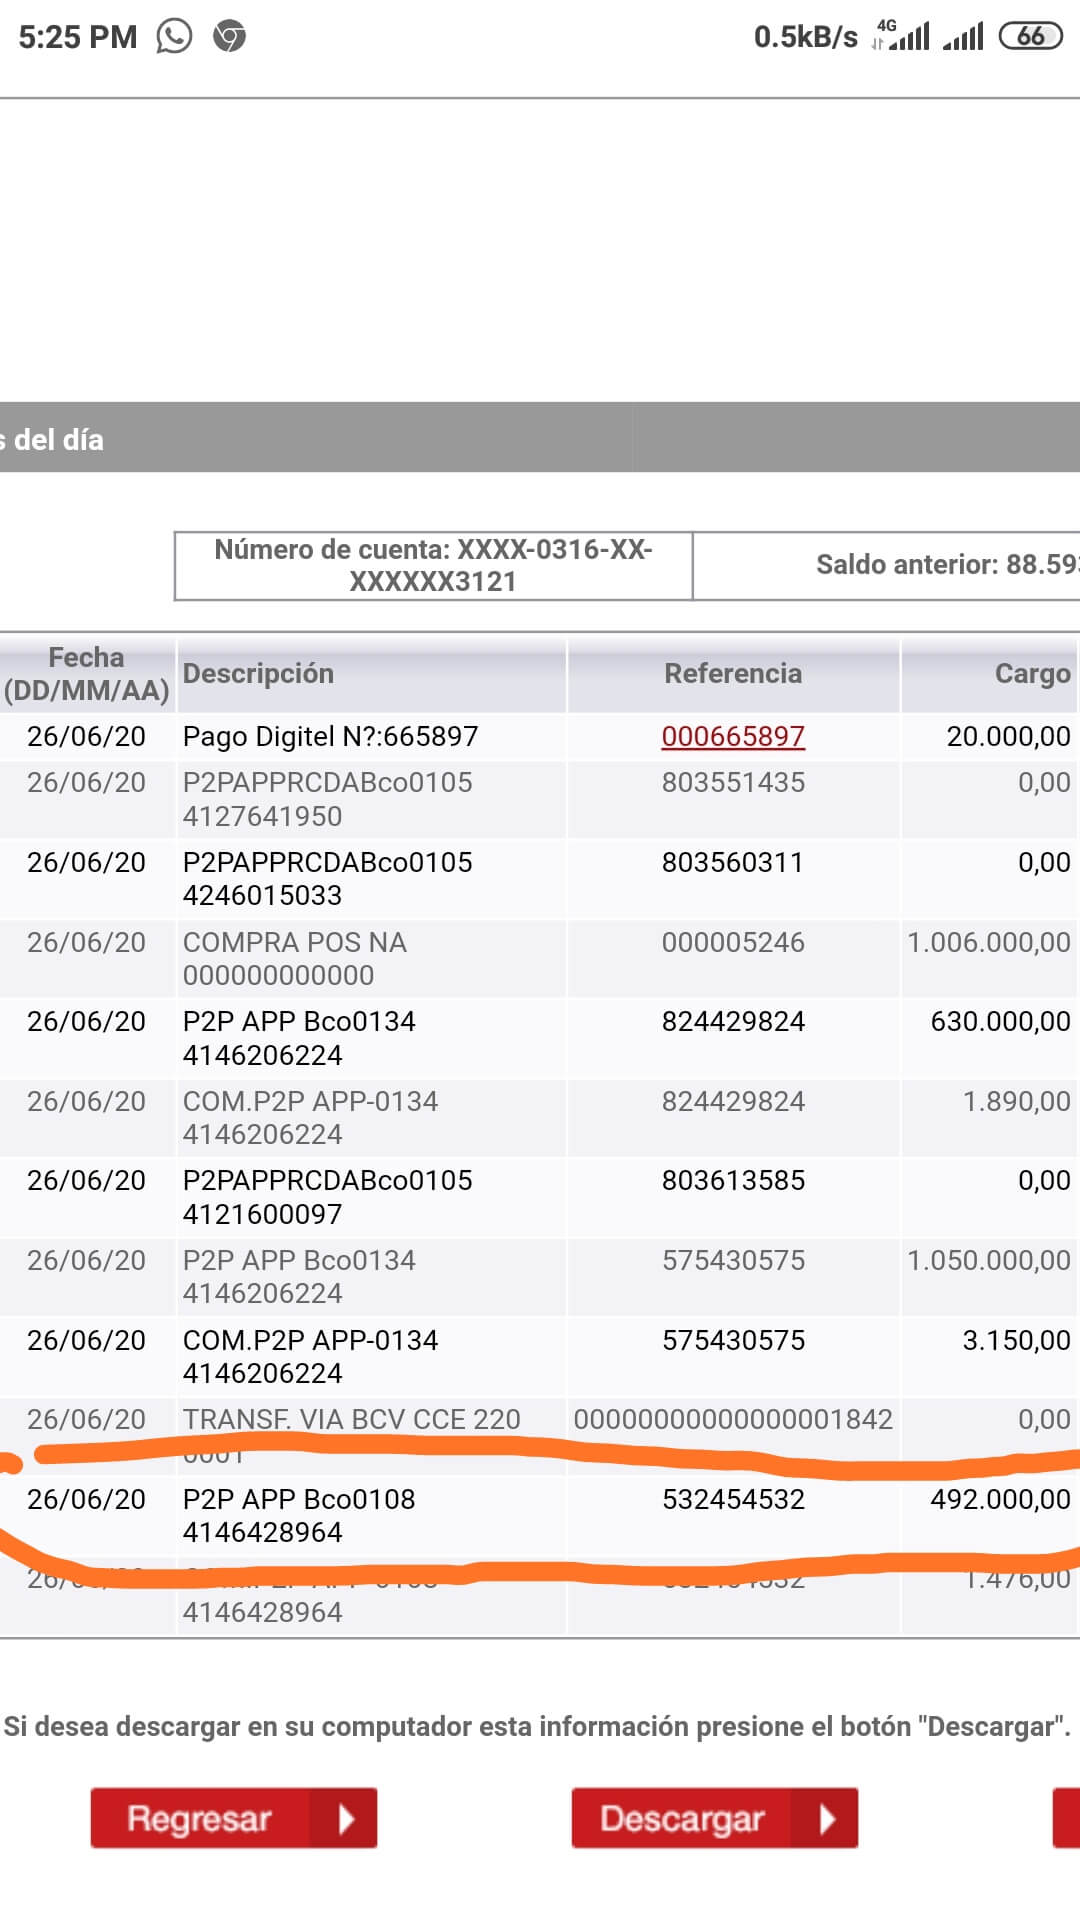 5:25 PM 0.5kB/s 4G 66
s del día
Número de cuenta: XXXX-0316-XX-
XXXXXX3121
Saldo anterior: 88.593
Fecha
(DD/MM/AA) Descripción Referencia Cargo
26/06/20 Pago Digitel N?:665897 000665897 20.000,00
26/06/20 P2PAPPRCDABco0105 803551435 0,00
4127641950
26/06/20 P2PAPPRCDABco0105 803560311 0,00
4246015033
26/06/20 COMPRA POS NA 000005246 1.006.000,00
000000000000
26/06/20 P2P APP Bco0134 824429824 630.000,00
4146206224
26/06/20 COM.P2P APP-0134 824429824 1.890,00
4146206224
26/06/20 P2PAPPRCDABco0105 803613585 0,00
4121600097
26/06/20 P2P APP Bco0134 575430575 1.050.000,00
4146206224
26/06/20 COM.P2P APP-0134 575430575 3.150,00
4146206224
26/06/20 TRANSF. VIA BCV CCE 220 00000000000000001842 0,00
0001
26/06/20 P2P APP Bco0108 532454532 492.000,00
4146428964
1.476,00
4146428964
Si desea descargar en su computador esta información presione el botón "Descargar".
Regresar Descargar